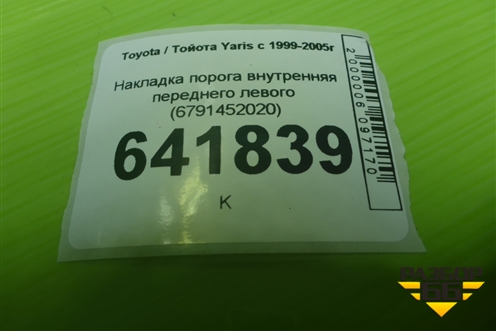 Toyota / Тойота Yaris с 1999-2005г
Накладка порога внутренняя
переднего левого
(6791452020)
641839
К
2000006097170
РАЗБОР
66